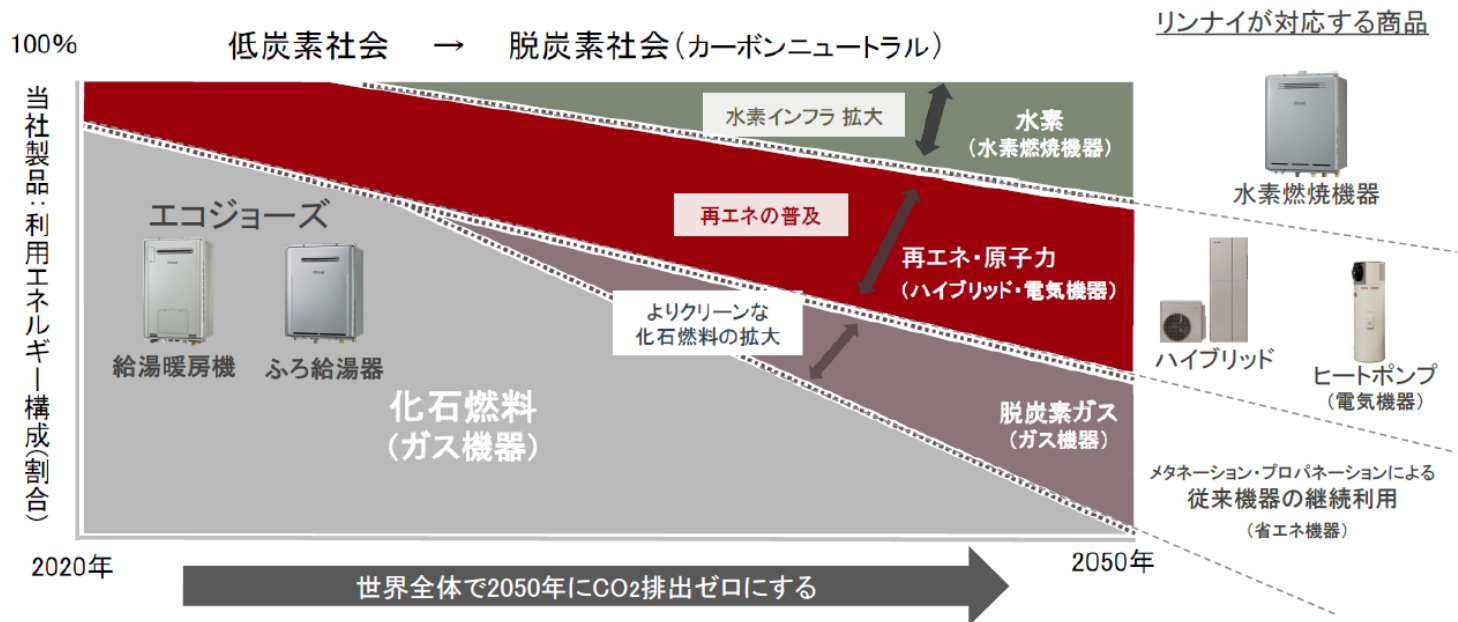 リンナイが対応する商品
100%
低炭素社会 → 脱炭素社会(カーボンニュートラル)
当社製品:利用エネルギー構成(割合)
水素インフラ 拡大
水素
(水素燃焼機器)
水素燃焼機器
エコジョーズ
再エネの普及
再エネ・原子力
(ハイブリッド・電気機器)
よりクリーンな
化石燃料の拡大
給湯暖房機
ふろ給湯器
ハイブリッド
ヒートポンプ
(電気機器)
化石燃料
(ガス機器)
脱炭素ガス
(ガス機器)
メタネーション・プロパネーションによる
従来機器の継続利用
(省エネ機器)
2020年
2050年
世界全体で2050年にCO2排出ゼロにする